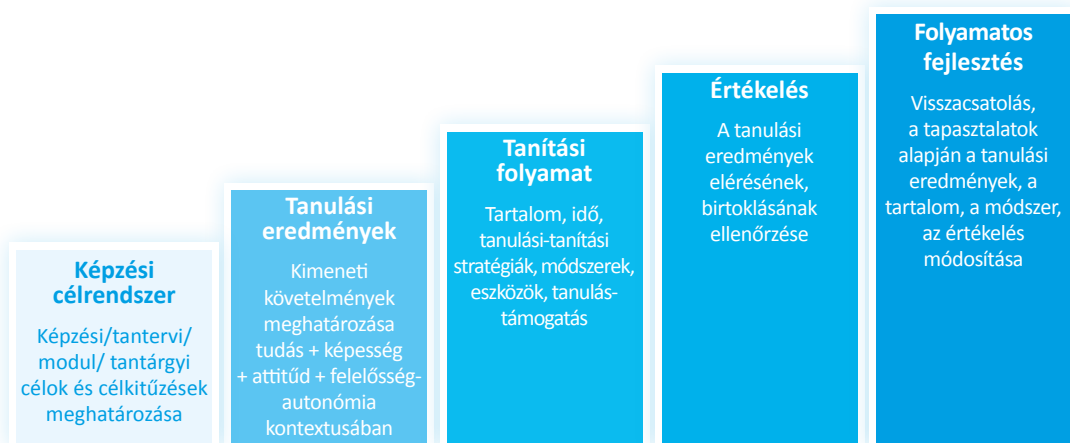 Képzési
célrendszer
Képzési/tantervi/
modul/ tantárgyi
célok és célkitűzések
meghatározása
Tanulási
eredmények
Kimeneti
követelmények
meghatározása
tudás + képesség
+ attitűd + felelősség-
autonómia
kontextusában
Tanítási
folyamat
Tartalom, idő,
tanulási-tanítási
stratégiák, módszerek,
eszközök, tanulás-
támogatás
Értékelés
A tanulási
eredmények
elérésének,
birtoklásának
ellenőrzése
Folyamatos
fejlesztés
Visszacsatolás,
a tapasztalatok
alapján a tanulási
eredmények, a
tartalom, a módszer,
az értékelés
módosítása